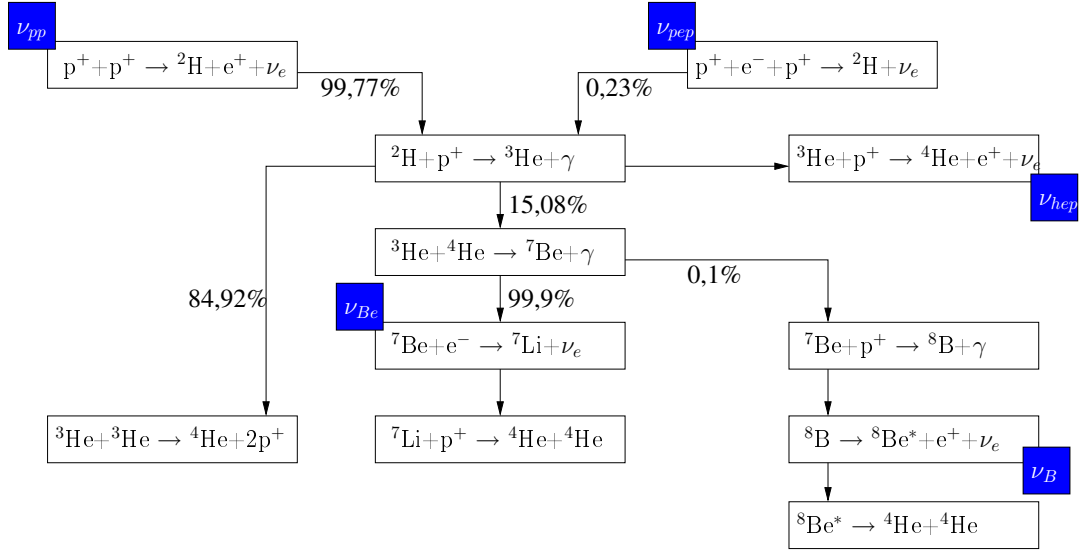 ν_pp
ν_pep
p⁺+p⁺ → ²H+e⁺+ν_e
p⁺+e⁻+p⁺ → ²H+ν_e
99,77%
0,23%
²H+p⁺ → ³He+γ
³He+p⁺ → ⁴He+e⁺+ν_e
ν_hep
15,08%
³He+⁴He → ⁷Be+γ
0,1%
84,92%
99,9%
ν_Be
⁷Be+e⁻ → ⁷Li+ν_e
⁷Be+p⁺ → ⁸B+γ
³He+³He → ⁴He+2p⁺
⁷Li+p⁺ → ⁴He+⁴He
⁸B → ⁸Be*+e⁺+ν_e
ν_B
⁸Be* → ⁴He+⁴He